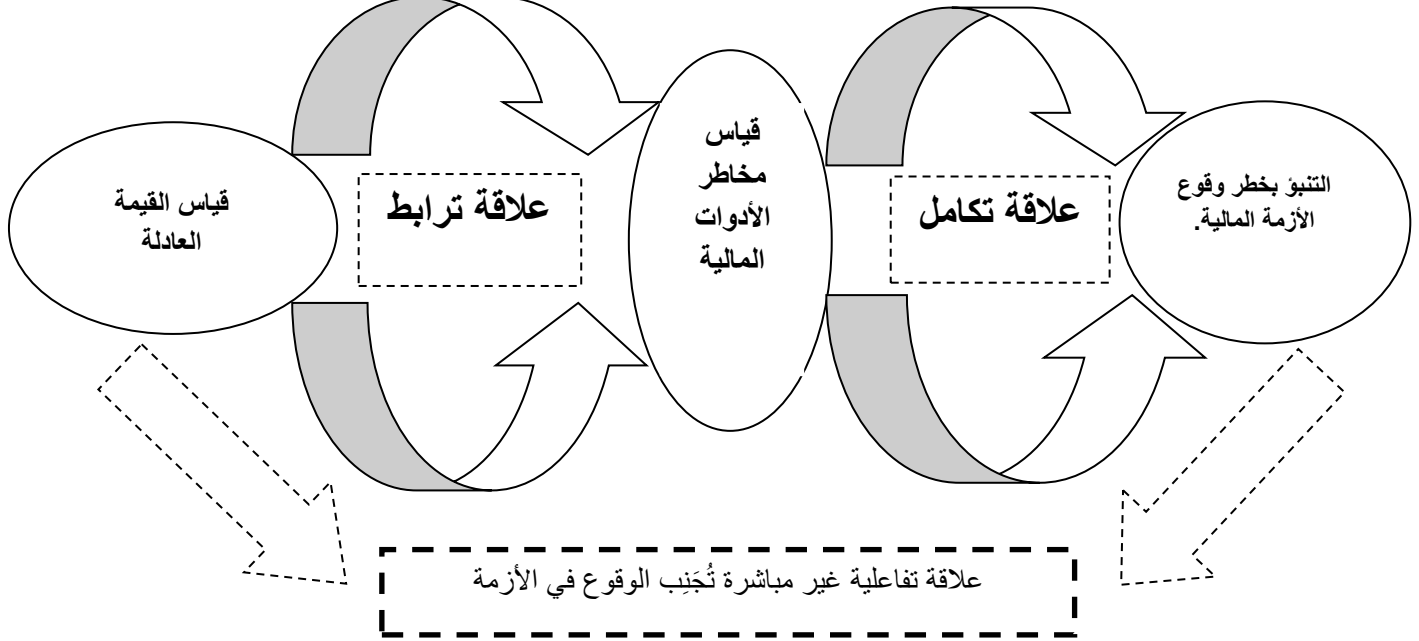 التنبؤ بخطر وقوع
الأزمة المالية.
علاقة تكامل
قياس
مخاطر
الأدوات
المالية
علاقة ترابط
قياس القيمة
العادلة
علاقة تفاعلية غير مباشرة تُجَنِب الوقوع في الأزمة